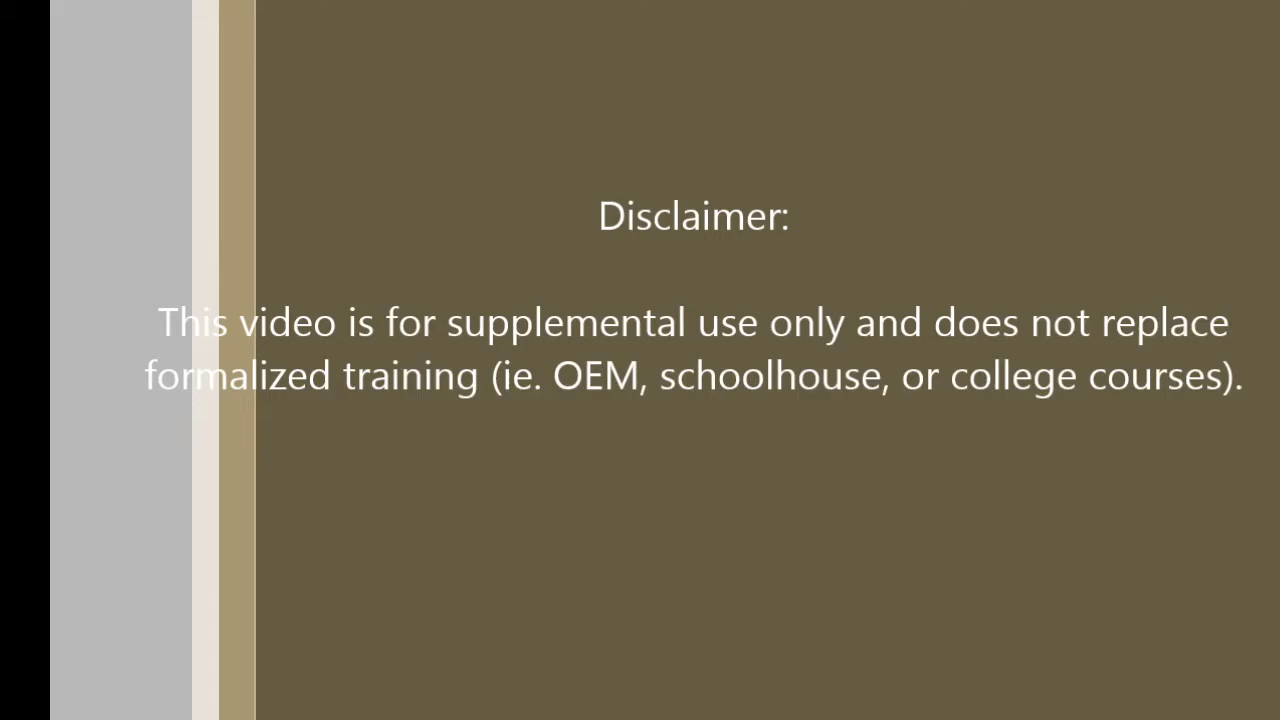 Disclaimer:
This video is for supplemental use only and does not replace
formalized training (ie. OEM, schoolhouse, or college courses).